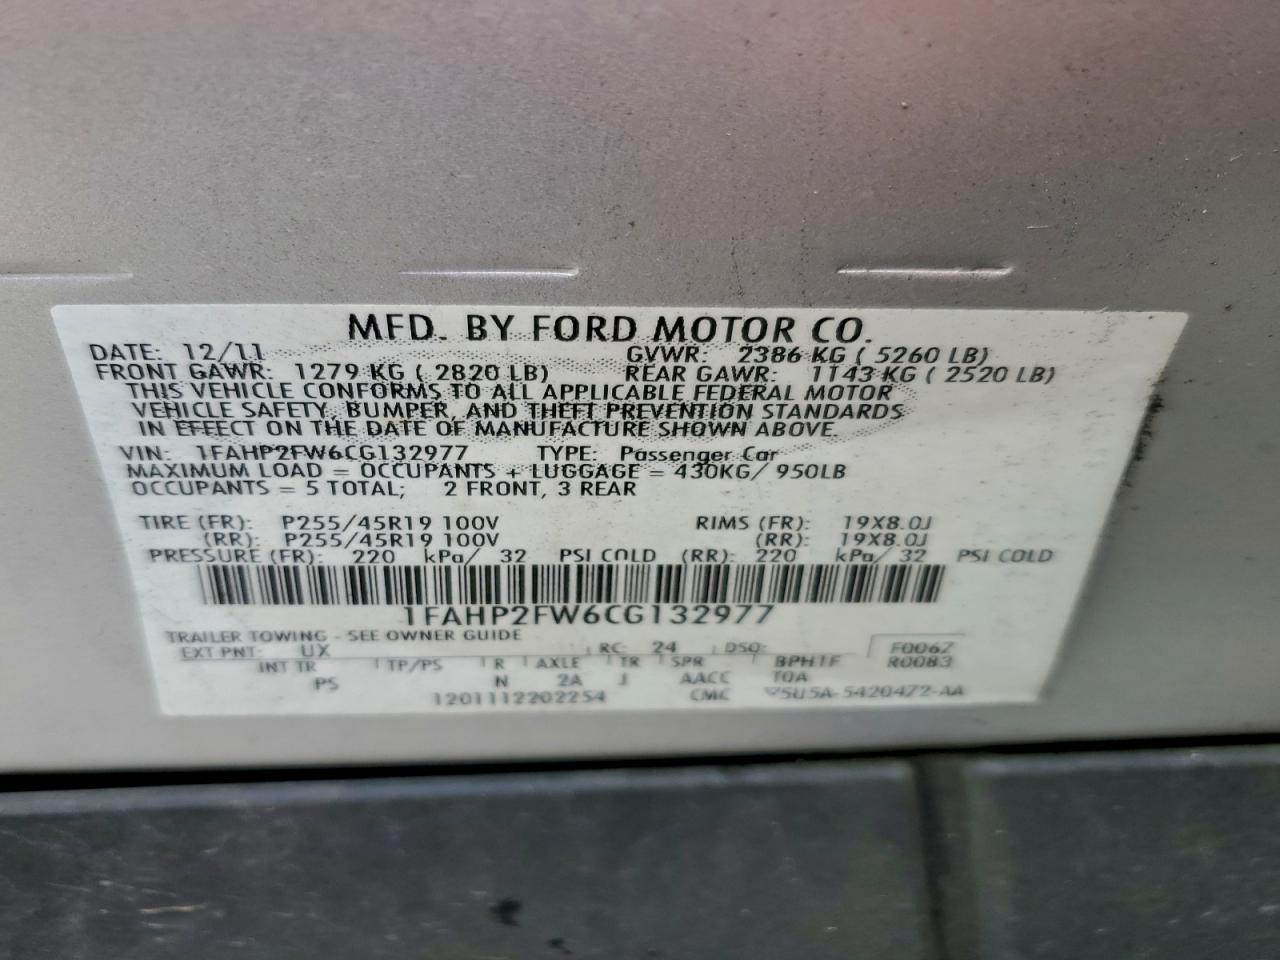 MFD. BY FORD MOTOR CO.
DATE: 12/11 GVWR: 2386 KG ( 5260 LB)
FRONT GAWR: 1279 KG ( 2820 LB) REAR GAWR: 1143 KG ( 2520 LB)
THIS VEHICLE CONFORMS TO ALL APPLICABLE FEDERAL MOTOR
VEHICLE SAFETY, BUMPER, AND THEFT PREVENTION STANDARDS
IN EFFECT ON THE DATE OF MANUFACTURE SHOWN ABOVE.
VIN: 1FAHP2FW6CG132977 TYPE: Passenger Car
MAXIMUM LOAD = OCCUPANTS + LUGGAGE = 430KG/ 950LB
OCCUPANTS = 5 TOTAL; 2 FRONT, 3 REAR
TIRE (FR): P255/45R19 100V RIMS (FR): 19X8.0J
(RR): P255/45R19 100V (RR): 19X8.0J
PRESSURE (FR): 220 kPa/ 32 PSI COLD (RR): 220 kPa/ 32 PSI COLD
1FAHP2FW6CG132977
TRAILER TOWING - SEE OWNER GUIDE
EXT PNT: UX RC: 24 DSO: F0067
INT TR TP/PS R AXLE TR SPR BPH1F R0083
PS N 2A J AACC TOA
1201112202254 CMC 5U5A-5420472-AA